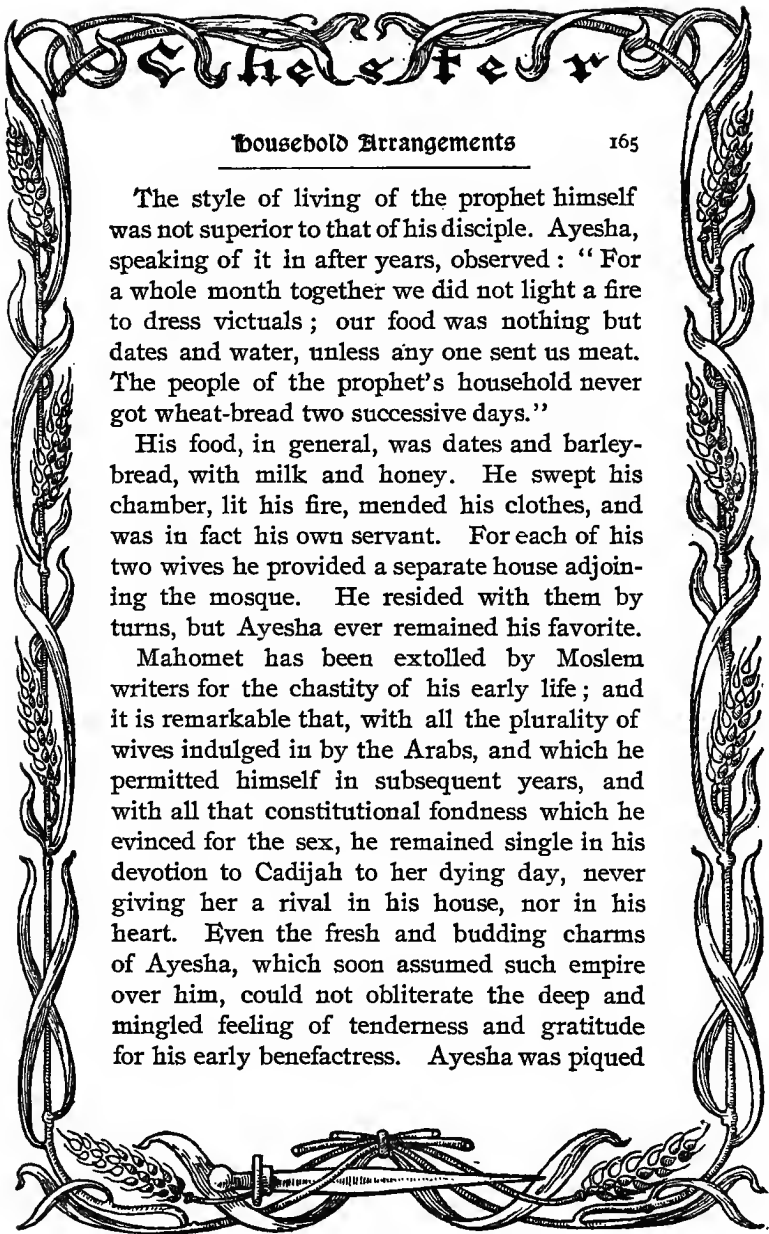 Chester
Household Arrangements 165
The style of living of the prophet himself
was not superior to that of his disciple. Ayesha,
speaking of it in after years, observed : “ For
a whole month together we did not light a fire
to dress victuals ; our food was nothing but
dates and water, unless any one sent us meat.
The people of the prophet's household never
got wheat-bread two successive days.”
His food, in general, was dates and barley-
bread, with milk and honey. He swept his
chamber, lit his fire, mended his clothes, and
was in fact his own servant. For each of his
two wives he provided a separate house adjoin-
ing the mosque. He resided with them by
turns, but Ayesha ever remained his favorite.
Mahomet has been extolled by Moslem
writers for the chastity of his early life ; and
it is remarkable that, with all the plurality of
wives indulged in by the Arabs, and which he
permitted himself in subsequent years, and
with all that constitutional fondness which he
evinced for the sex, he remained single in his
devotion to Cadijah to her dying day, never
giving her a rival in his house, nor in his
heart. Even the fresh and budding charms
of Ayesha, which soon assumed such empire
over him, could not obliterate the deep and
mingled feeling of tenderness and gratitude
for his early benefactress. Ayesha was piqued